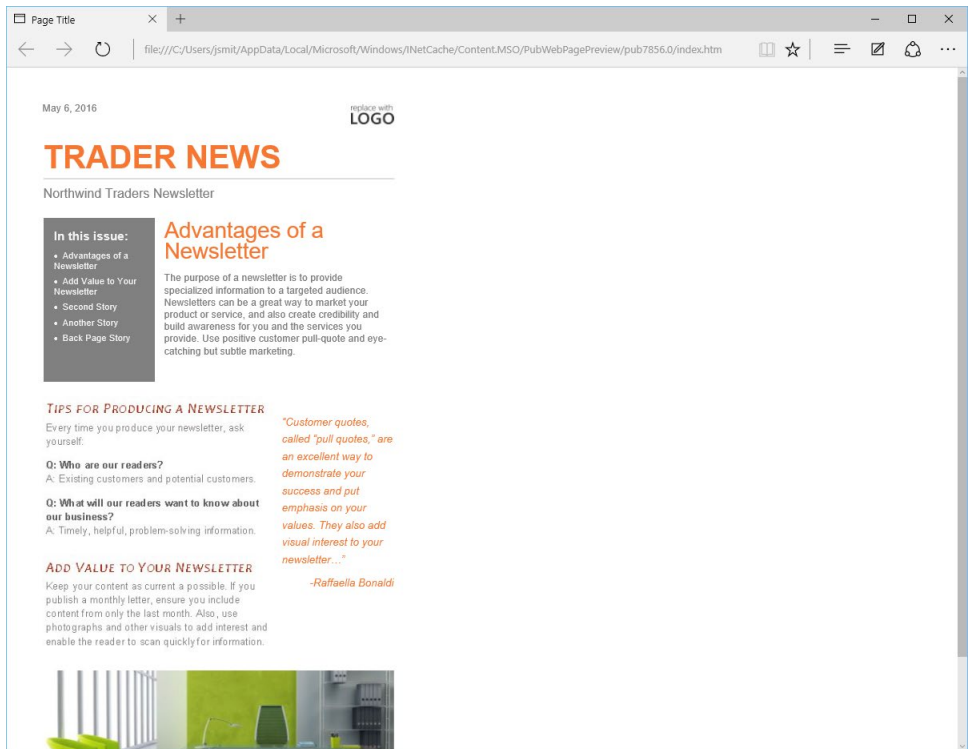 Page Title
file:///C:/Users/jsmit/AppData/Local/Microsoft/Windows/INetCache/Content.MSO/PubWebPagePreview/pub7856.0/index.htm
May 6, 2016
replace with
LOGO
TRADER NEWS
Northwind Traders Newsletter
In this issue:
• Advantages of a
Newsletter
• Add Value to Your
Newsletter
• Second Story
• Another Story
• Back Page Story
Advantages of a
Newsletter
The purpose of a newsletter is to provide
specialized information to a targeted audience.
Newsletters can be a great way to market your
product or service, and also create credibility and
build awareness for you and the services you
provide. Use positive customer pull-quote and eye-
catching but subtle marketing.
TIPS FOR PRODUCING A NEWSLETTER
Every time you produce your newsletter, ask
yourself:
Q: Who are our readers?
A: Existing customers and potential customers.
Q: What will our readers want to know about
our business?
A: Timely, helpful, problem-solving information.
ADD VALUE TO YOUR NEWSLETTER
Keep your content as current a possible. If you
publish a monthly letter, ensure you include
content from only the last month. Also, use
photographs and other visuals to add interest and
enable the reader to scan quickly for information.
"Customer quotes,
called "pull quotes," are
an excellent way to
demonstrate your
success and put
emphasis on your
values. They also add
visual interest to your
newsletter…"
-Raffaella Bonaldi